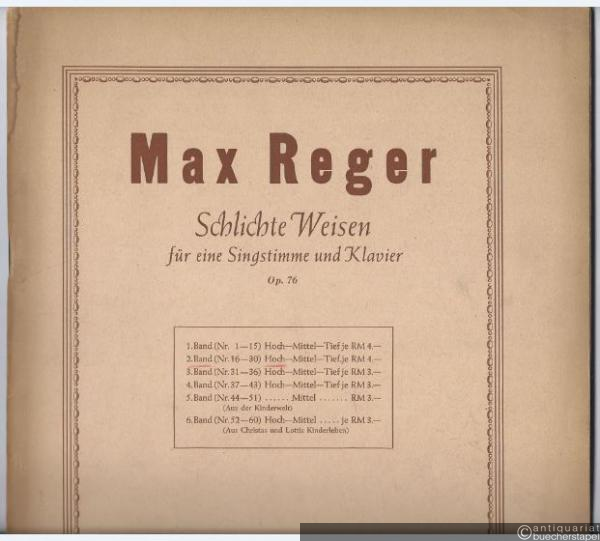 Max Reger
Schlichte Weisen
für eine Singstimme und Klavier
Op. 76
1. Band (Nr. 1—15) Hoch—Mittel—Tief je RM 4.—
2. Band (Nr. 16—30) Hoch—Mittel—Tief je RM 4.—
3. Band (Nr. 31—36) Hoch—Mittel—Tief je RM 3.—
4. Band (Nr. 37—43) Hoch—Mittel—Tief je RM 3.—
5. Band (Nr. 44—51) ...... Mittel ....... RM 3.—
(Aus der Kinderwelt)
6. Band (Nr. 52—60) Hoch—Mittel ..... je RM 3.—
(Aus Christas und Lottis Kinderleben)
©antiquariat
buecherstapel